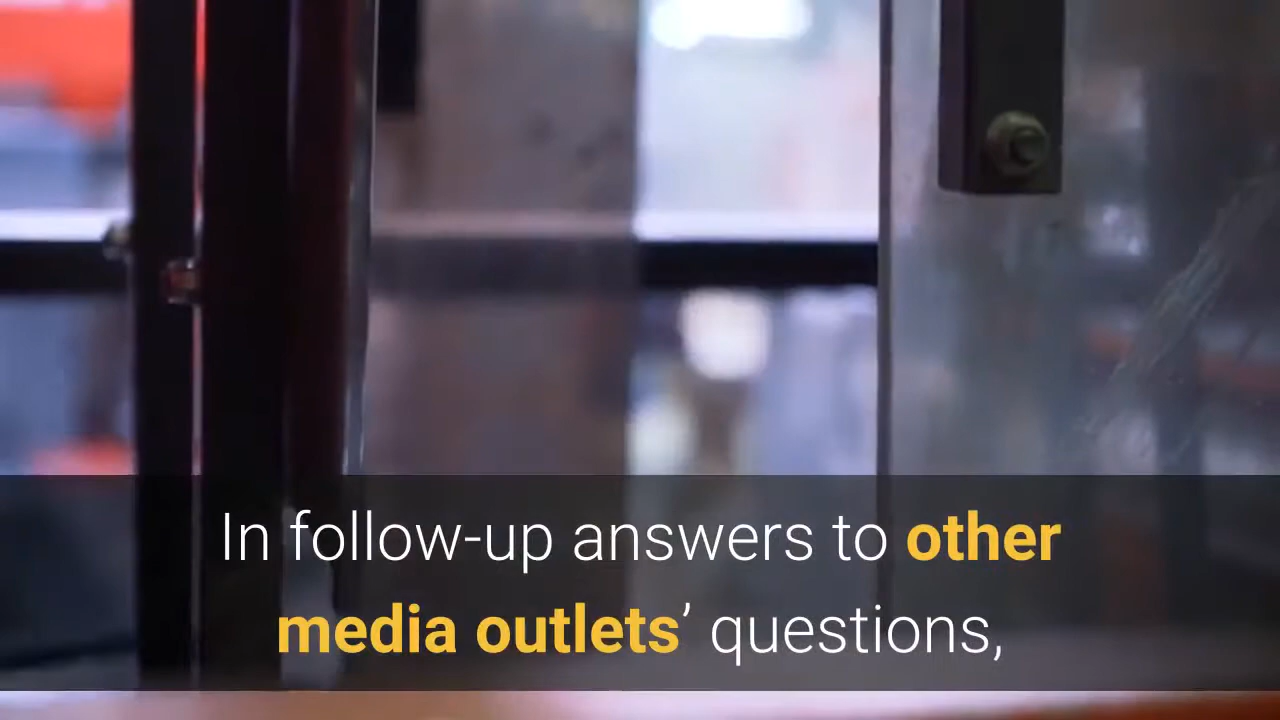 In follow-up answers to other
media outlets’ questions,